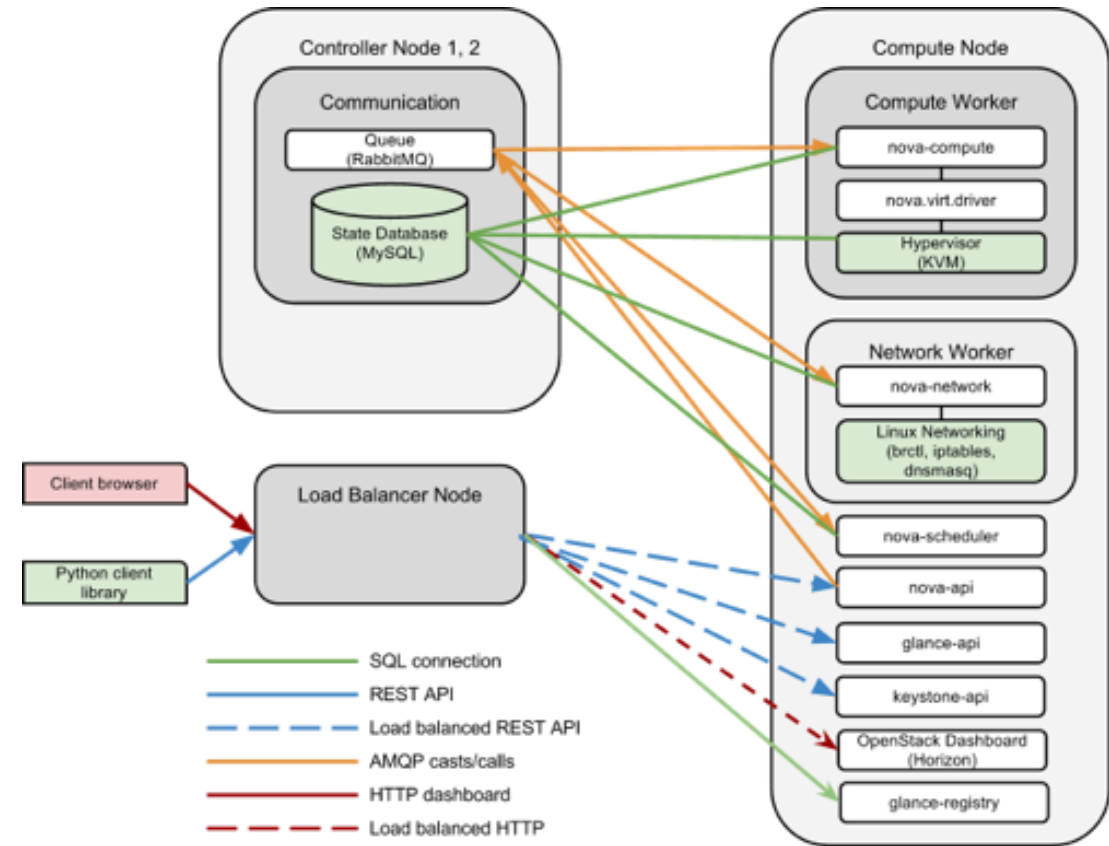 Controller Node 1, 2
Communication
Queue
(RabbitMQ)
State Database
(MySQL)
Compute Node
Compute Worker
nova-compute
nova.virt.driver
Hypervisor
(KVM)
Network Worker
nova-network
Linux Networking
(brctl, iptables,
dnsmasq)
nova-scheduler
nova-api
glance-api
keystone-api
OpenStack Dashboard
(Horizon)
glance-registry
Client browser
Python client
library
Load Balancer Node
SQL connection
REST API
Load balanced REST API
AMQP casts/calls
HTTP dashboard
Load balanced HTTP